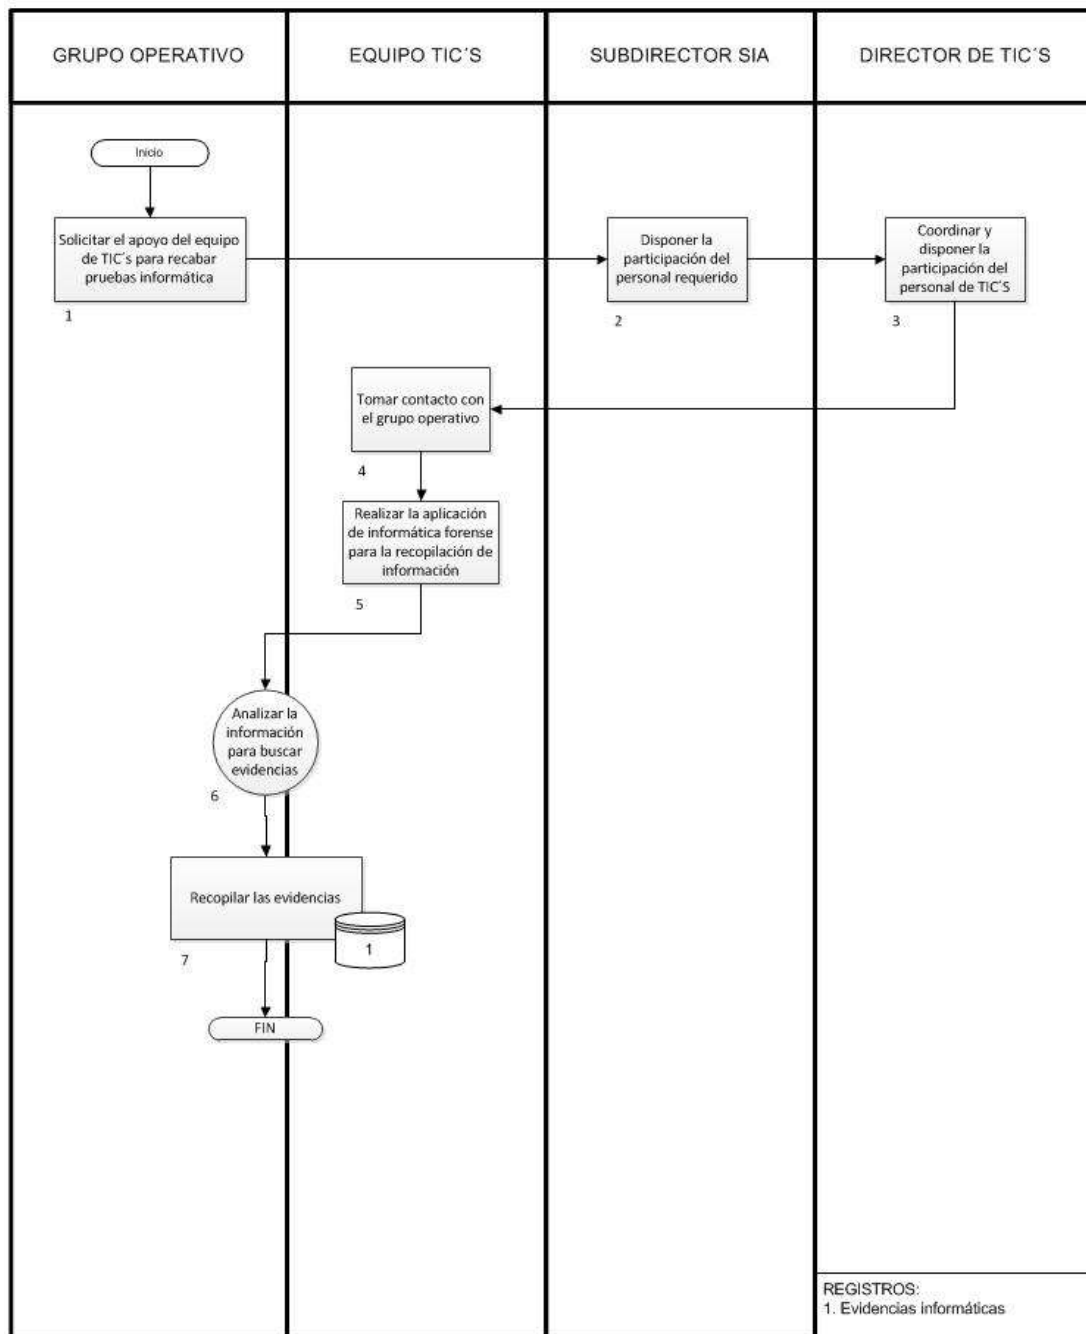 GRUPO OPERATIVO
EQUIPO TIC´S
SUBDIRECTOR SIA
DIRECTOR DE TIC´S
Inicio
Solicitar el apoyo del equipo
de TIC´s para recabar
pruebas informática
1
Disponer la
participación del
personal requerido
2
Coordinar y
disponer la
participación del
personal de TIC´S
3
Tomar contacto con
el grupo operativo
4
Realizar la aplicación
de informática forense
para la recopilación de
información
5
Analizar la
información
para buscar
evidencias
6
Recopilar las evidencias
1
7
FIN
REGISTROS:
1. Evidencias informáticas